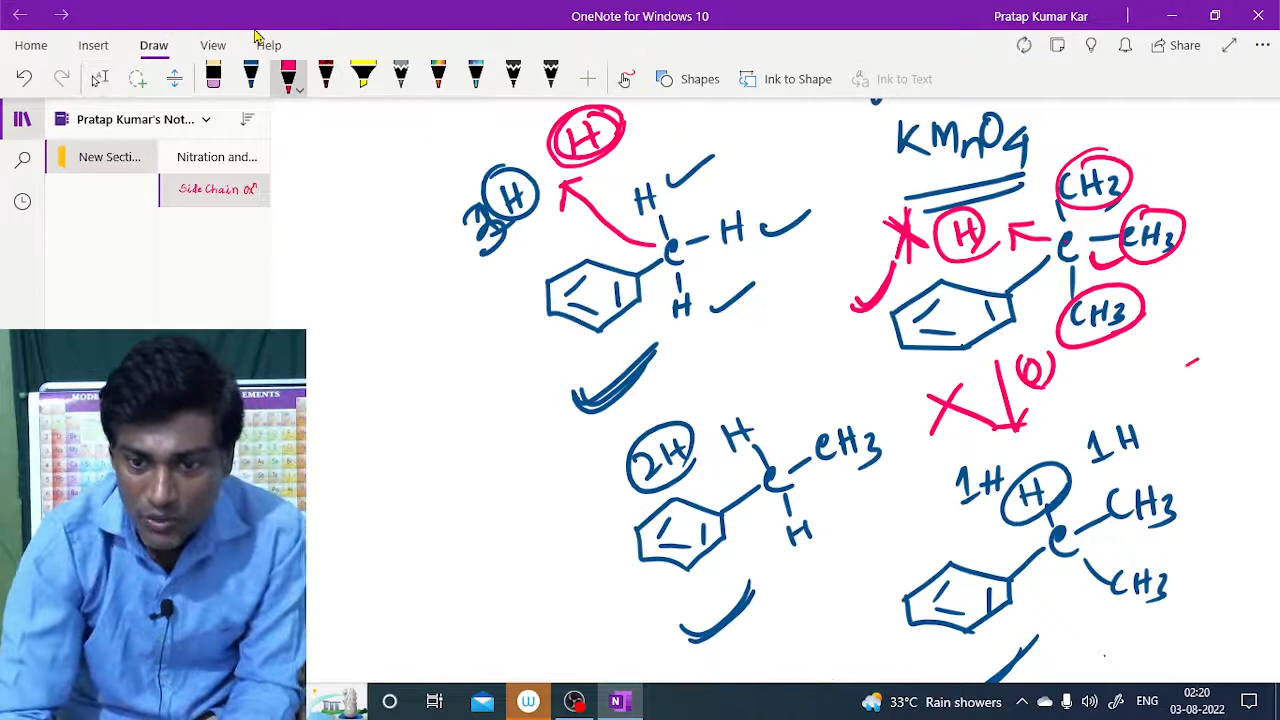 OneNote for Windows 10
Pratap Kumar Kar
Home
Insert
Draw
View
Help
Share
Shapes
Ink to Shape
Ink to Text
Pratap Kumar's Not...
New Secti...
Nitration and...
Side Chain Oxn
KMnO4
H
H
H
H
C
H
CH3
H
C
CH3
CH3
(O)
2H
H
CH3
C
H
1H
1H
H
CH3
C
CH3
ELEMENTS
33°C Rain showers
ENG
02:20
03-08-2022